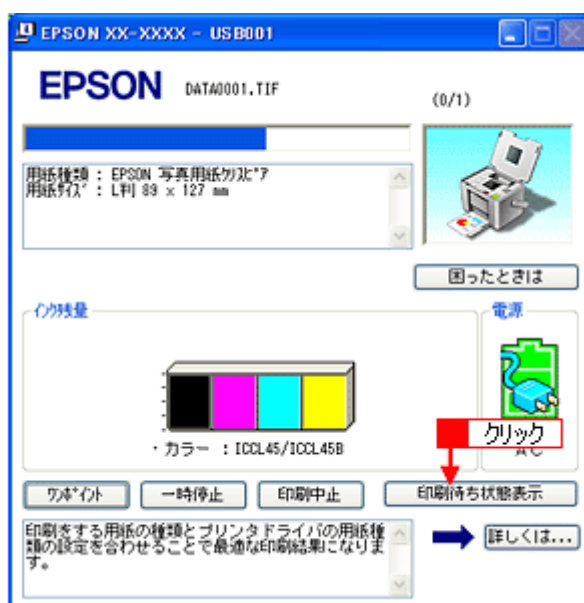 EPSON XX-XXXX - USB001
EPSON DATA0001.TIF
(0/1)
用紙種類 : EPSON 写真用紙クリスピア
用紙サイズ : L判 89 x 127 mm
困ったときは
インク残量
電源
・カラー : ICCL45/ICCL45B
クリック
AC
ワンポイント
一時停止
印刷中止
印刷待ち状態表示
印刷をする用紙の種類とプリンタドライバの用紙種
類の設定を合わせることで最適な印刷結果になりま
す。
詳しくは...